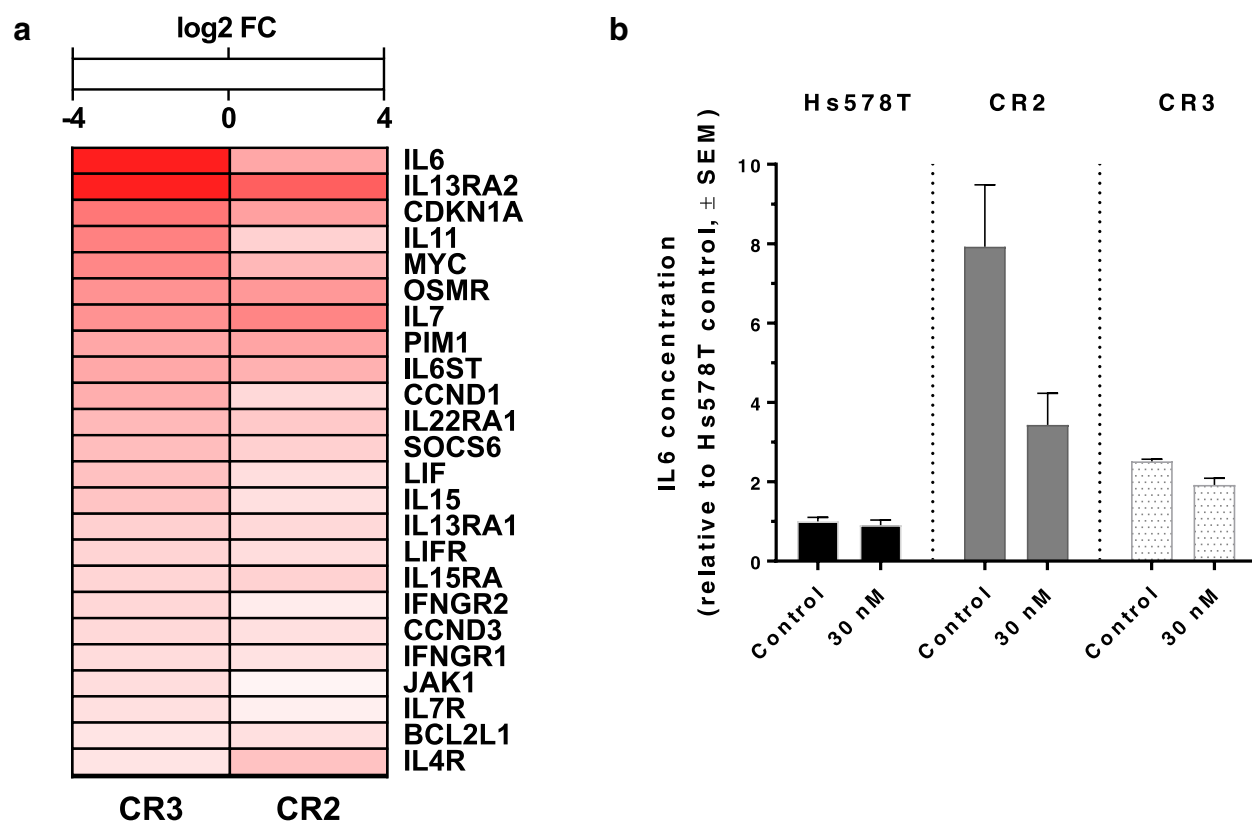 a
log2 FC
-4 0 4
IL6
IL13RA2
CDKN1A
IL11
MYC
OSMR
IL7
PIM1
IL6ST
CCND1
IL22RA1
SOCS6
LIF
IL15
IL13RA1
LIFR
IL15RA
IFNGR2
CCND3
IFNGR1
JAK1
IL7R
BCL2L1
IL4R
CR3 CR2
b
Hs578T CR2 CR3
IL6 concentration
(relative to Hs578T control, ± SEM)
10
8
6
4
2
0
Control 30 nM Control 30 nM Control 30 nM